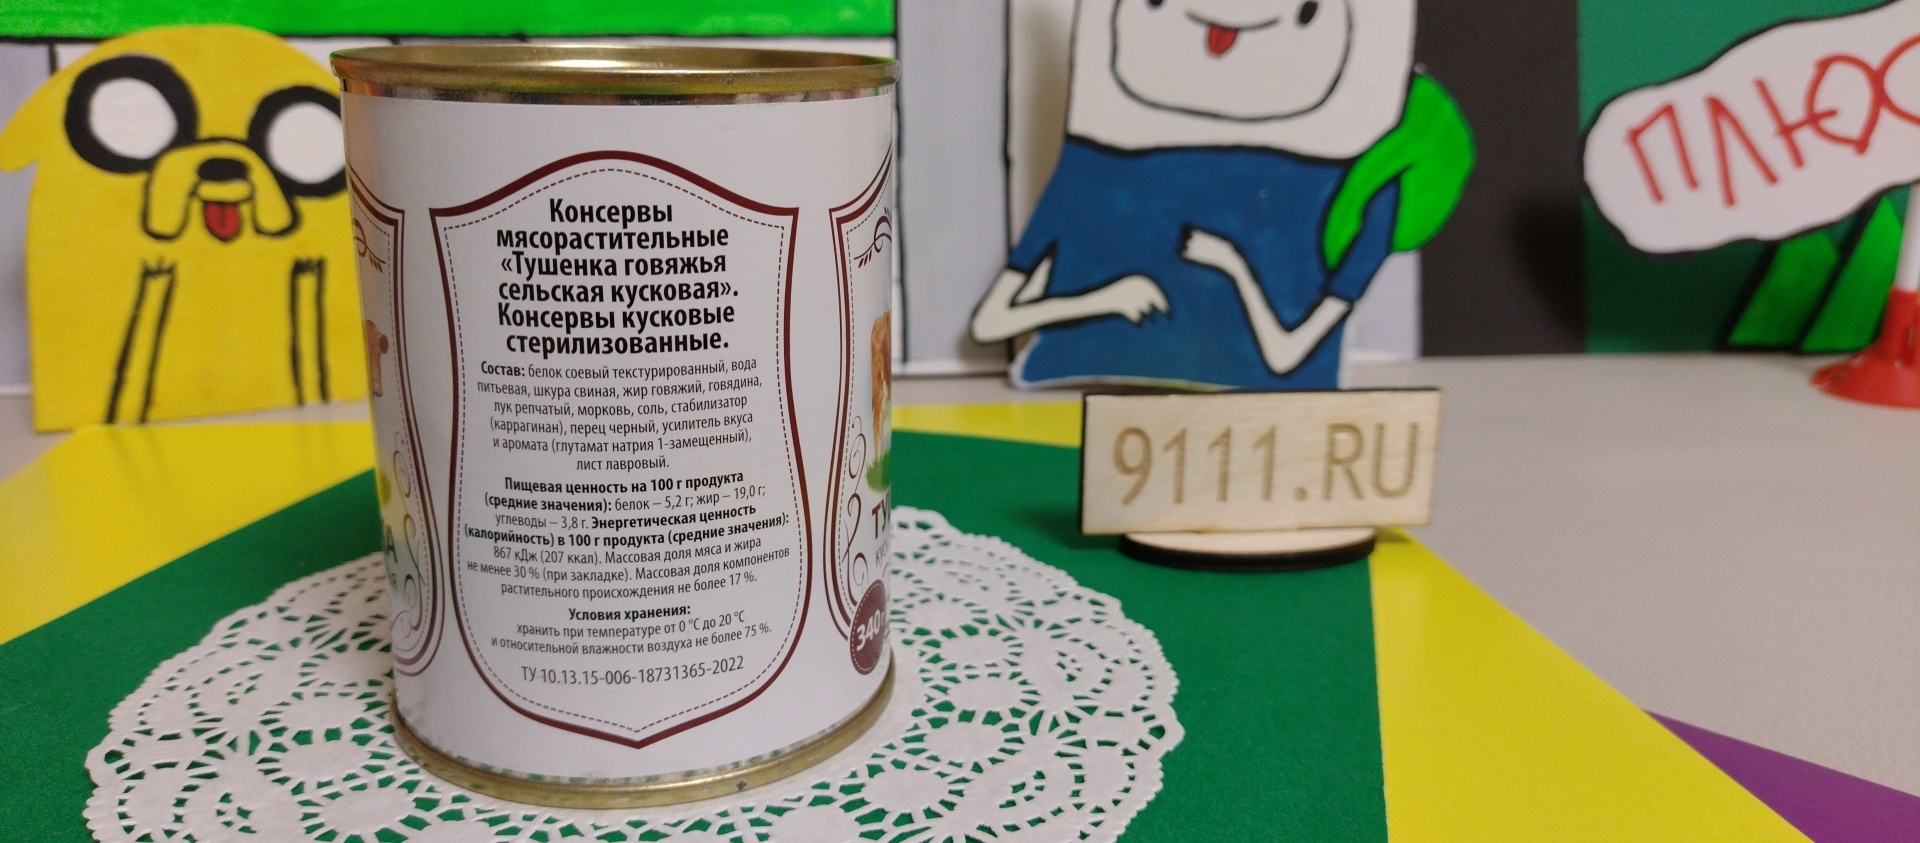 Консервы
мясорастительные
«Тушенка говяжья
сельская кусковая».
Консервы кусковые
стерилизованные.
Состав: белок соевый текстурированный, вода
питьевая, шкура свиная, жир говяжий, говядина,
лук репчатый, морковь, соль, стабилизатор
(каррагинан), перец черный, усилитель вкуса
и аромата (глутамат натрия 1-замещенный),
лист лавровый.
Пищевая ценность на 100 г продукта
(средние значения): белок – 5,2 г; жир – 19,0 г;
углеводы – 3,8 г. Энергетическая ценность
(калорийность) в 100 г продукта (средние значения):
867 кДж (207 ккал). Массовая доля мяса и жира
не менее 30 % (при закладке). Массовая доля компонентов
растительного происхождения не более 17 %.
Условия хранения:
хранить при температуре от 0 °С до 20 °С
и относительной влажности воздуха не более 75 %.
ТУ 10.13.15-006-18731365-2022
340
9111.RU
ПЛЮС